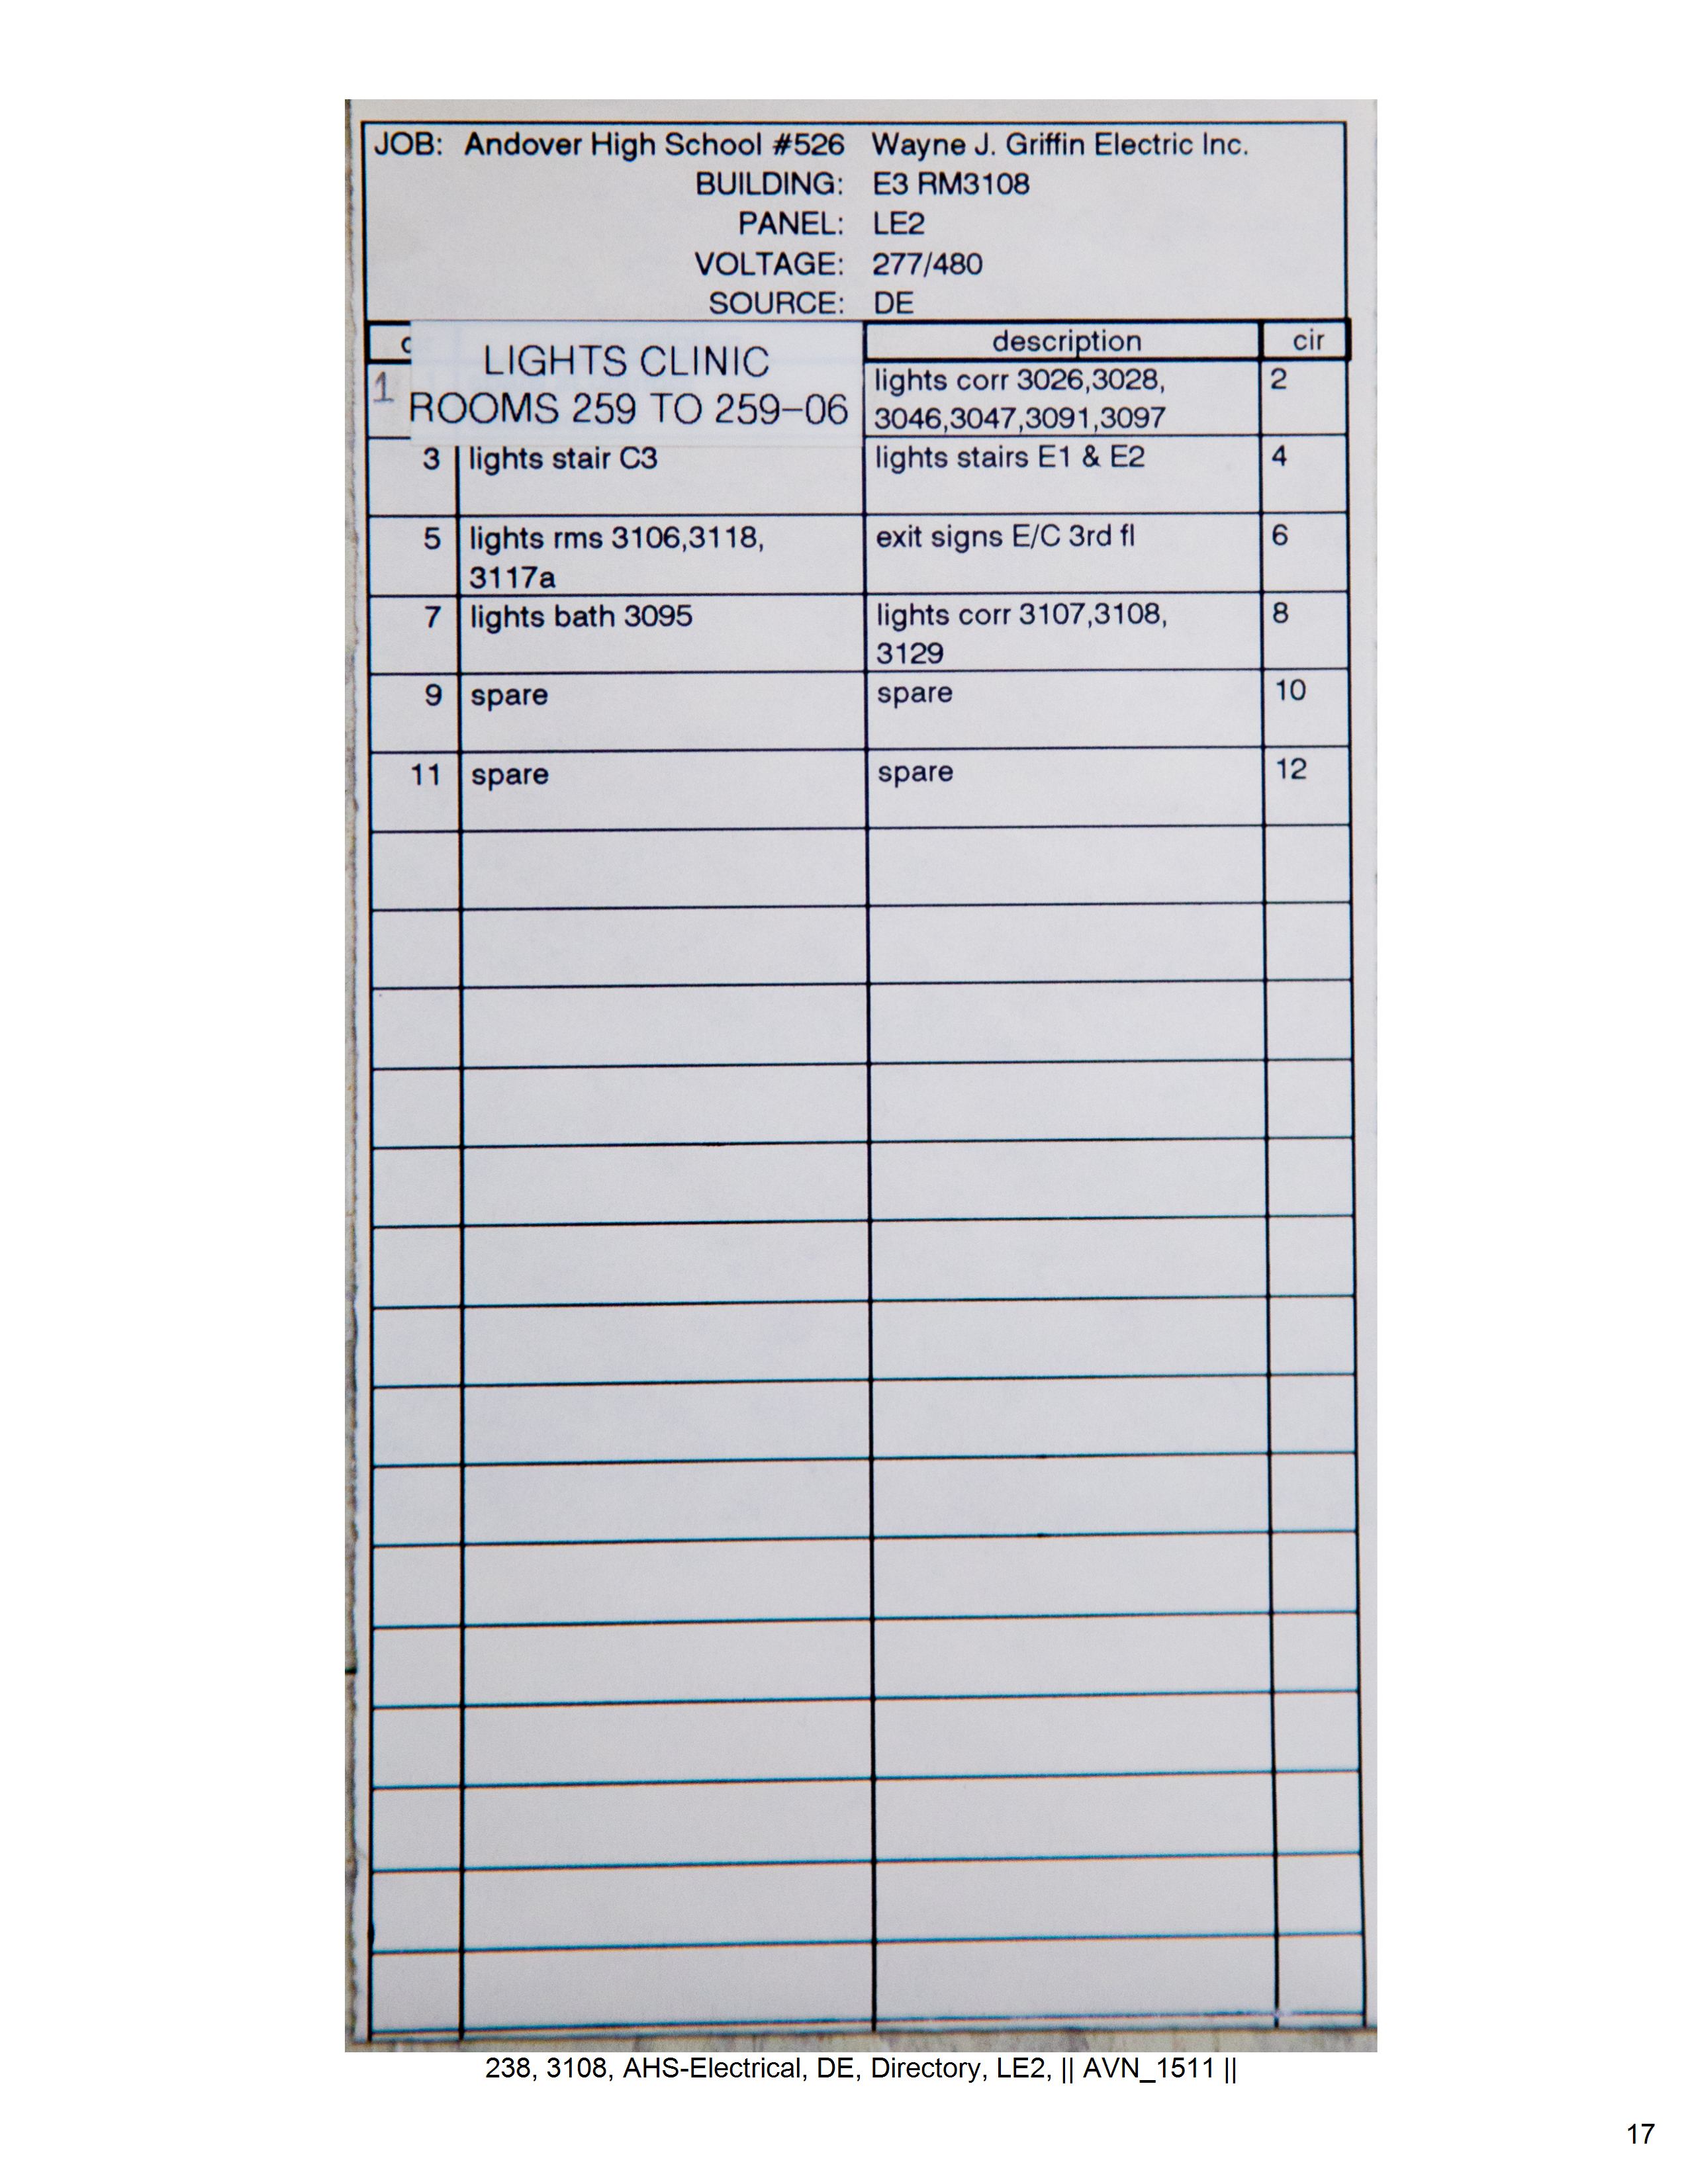 JOB: Andover High School #526 Wayne J. Griffin Electric Inc.
BUILDING: E3 RM3108
PANEL: LE2
VOLTAGE: 277/480
SOURCE: DE
description cir
LIGHTS CLINIC
ROOMS 259 TO 259-06
1
lights corr 3026,3028, 2
3046,3047,3091,3097
3 lights stair C3 lights stairs E1 & E2 4
5 lights rms 3106,3118, exit signs E/C 3rd fl 6
3117a
7 lights bath 3095 lights corr 3107,3108, 8
3129
9 spare spare 10
11 spare spare 12
238, 3108, AHS-Electrical, DE, Directory, LE2, || AVN_1511 ||
17